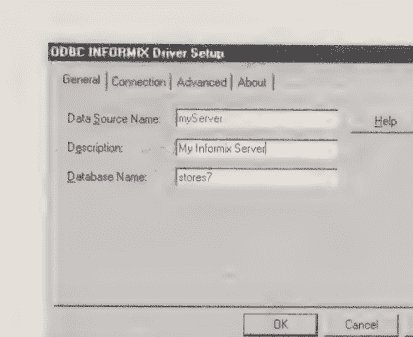 ODBC INFORMIX Driver Setup
General Connection Advanced About
Data Source Name: myServer Help
Description: My Informix Server
Database Name: stores7
OK Cancel